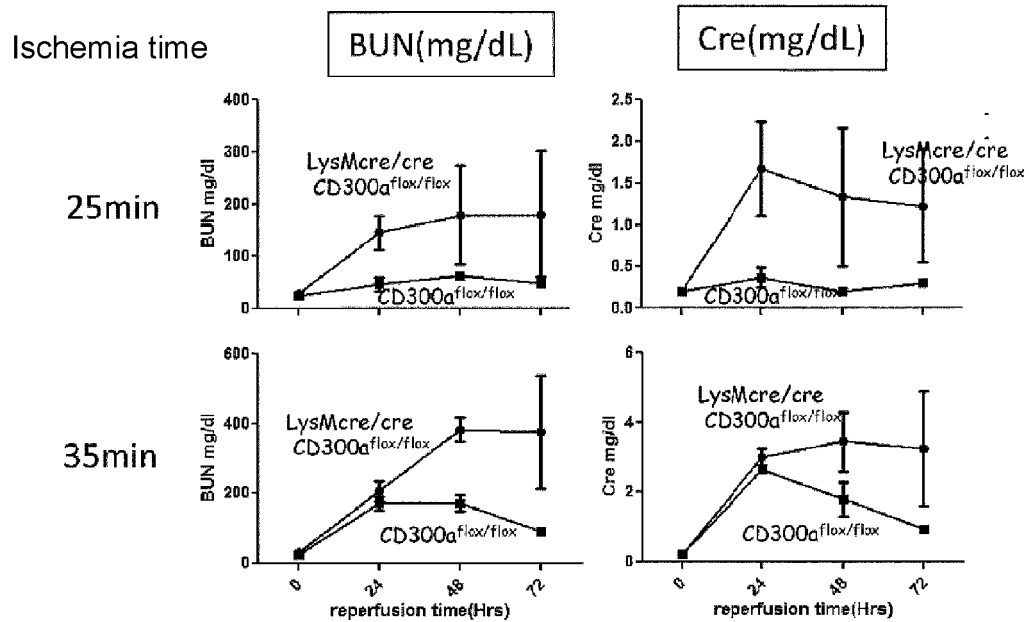 Ischemia time
BUN(mg/dL)
Cre(mg/dL)
25min
BUN mg/dl
400
300
200
100
0
LysMcre/cre
CD300aflox/flox
CD300aflox/flox
Cre mg/dl
2.5
2.0
1.5
1.0
0.5
0.0
LysMcre/cre
CD300aflox/flox
CD300aflox/flox
35min
BUN mg/dl
600
400
200
0
LysMcre/cre
CD300aflox/flox
CD300aflox/flox
0 24 48 72
reperfusion time(Hrs)
Cre mg/dl
6
4
2
0
LysMcre/cre
CD300aflox/flox
CD300aflox/flox
0 24 48 72
reperfusion time(Hrs)